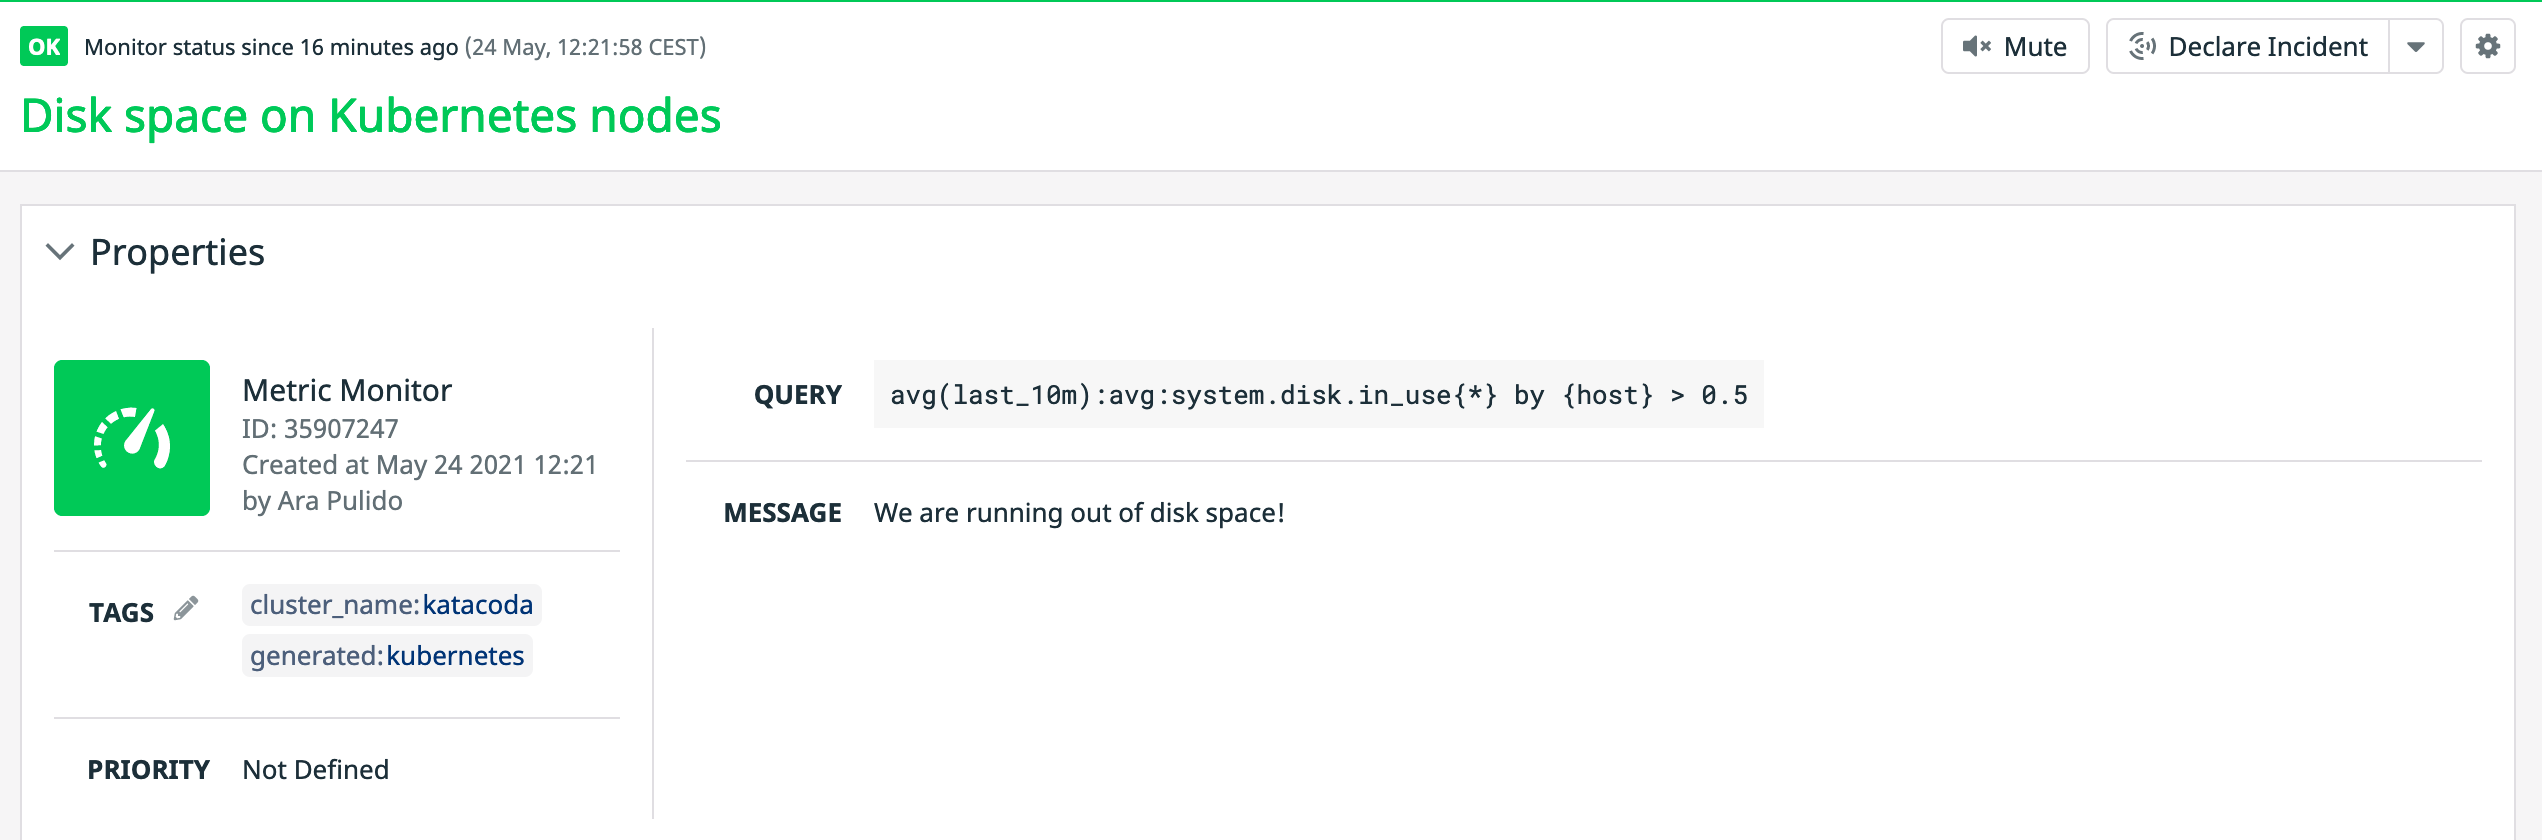 OK Monitor status since 16 minutes ago (24 May, 12:21:58 CEST)
Mute
Declare Incident
Disk space on Kubernetes nodes
Properties
Metric Monitor
ID: 35907247
Created at May 24 2021 12:21
by Ara Pulido
TAGS
cluster_name:katacoda
generated:kubernetes
PRIORITY Not Defined
QUERY avg(last_10m):avg:system.disk.in_use{*} by {host} > 0.5
MESSAGE We are running out of disk space!